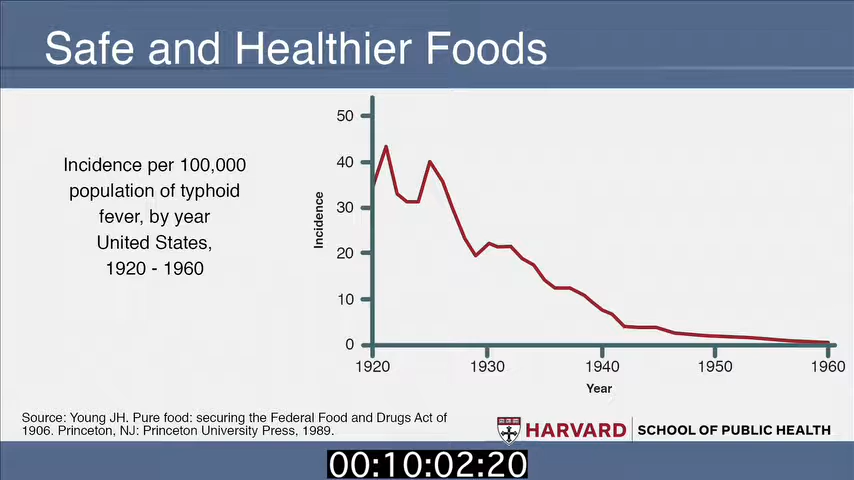 Safe and Healthier Foods
Incidence per 100,000
population of typhoid
fever, by year
United States,
1920 - 1960
Incidence
50
40
30
20
10
0
1920
1930
1940
1950
1960
Year
Source: Young JH. Pure food: securing the Federal Food and Drugs Act of
1906. Princeton, NJ: Princeton University Press, 1989.
HARVARD SCHOOL OF PUBLIC HEALTH
00:10:02:20